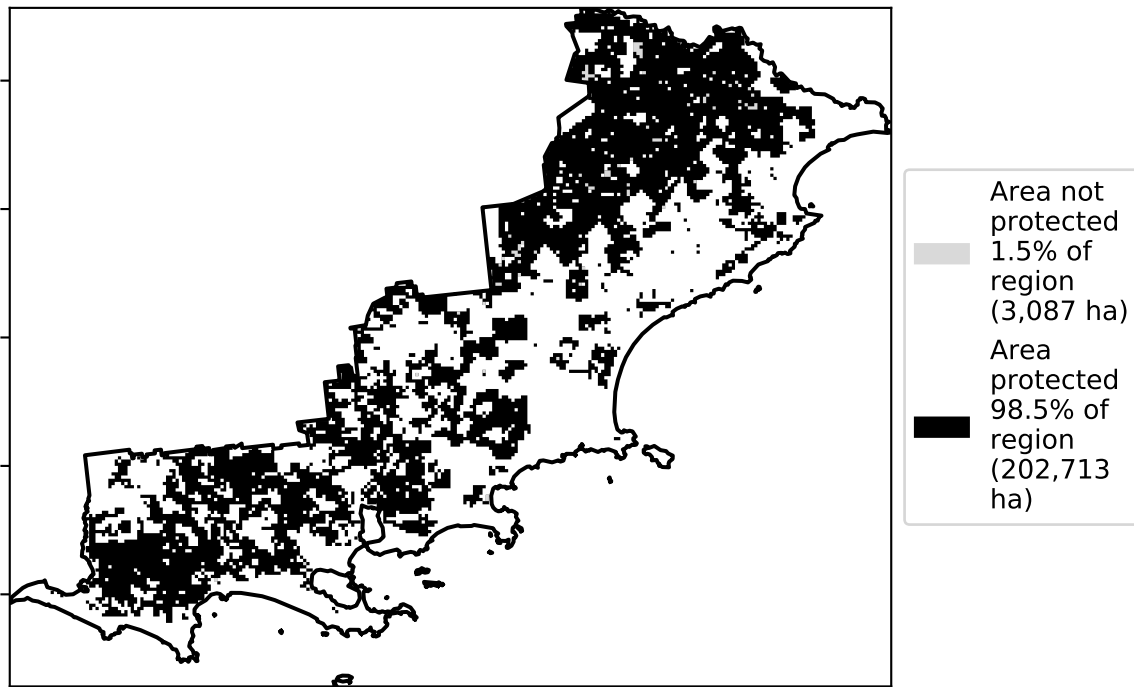 Area not
protected
1.5% of
region
(3,087 ha)
Area
protected
98.5% of
region
(202,713
ha)